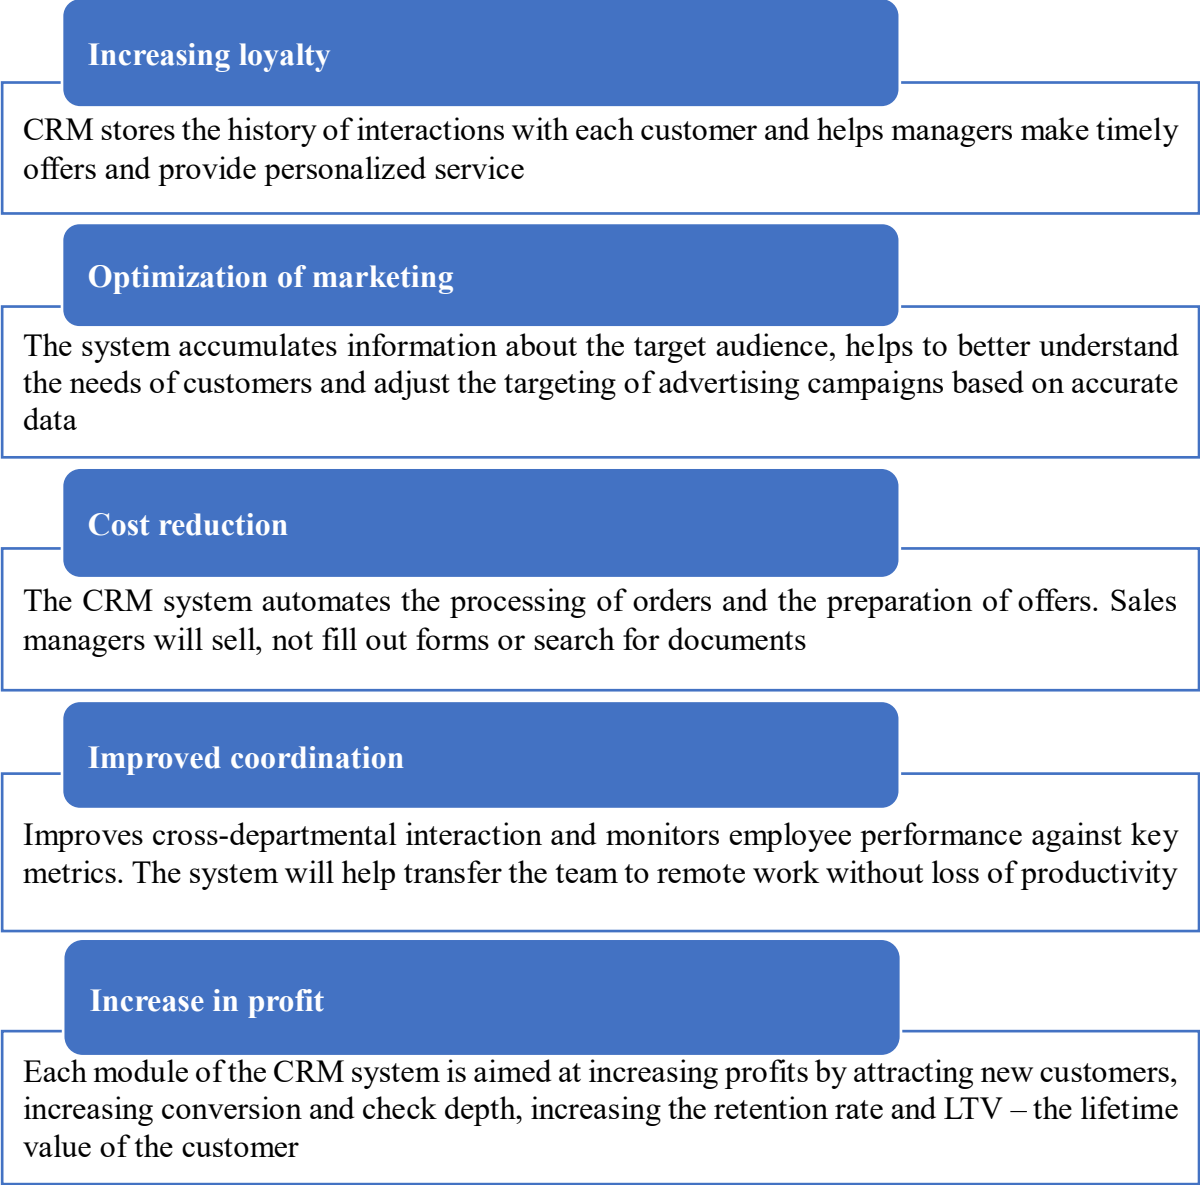 Increasing loyalty
CRM stores the history of interactions with each customer and helps managers make timely
offers and provide personalized service
Optimization of marketing
The system accumulates information about the target audience, helps to better understand
the needs of customers and adjust the targeting of advertising campaigns based on accurate
data
Cost reduction
The CRM system automates the processing of orders and the preparation of offers. Sales
managers will sell, not fill out forms or search for documents
Improved coordination
Improves cross-departmental interaction and monitors employee performance against key
metrics. The system will help transfer the team to remote work without loss of productivity
Increase in profit
Each module of the CRM system is aimed at increasing profits by attracting new customers,
increasing conversion and check depth, increasing the retention rate and LTV – the lifetime
value of the customer